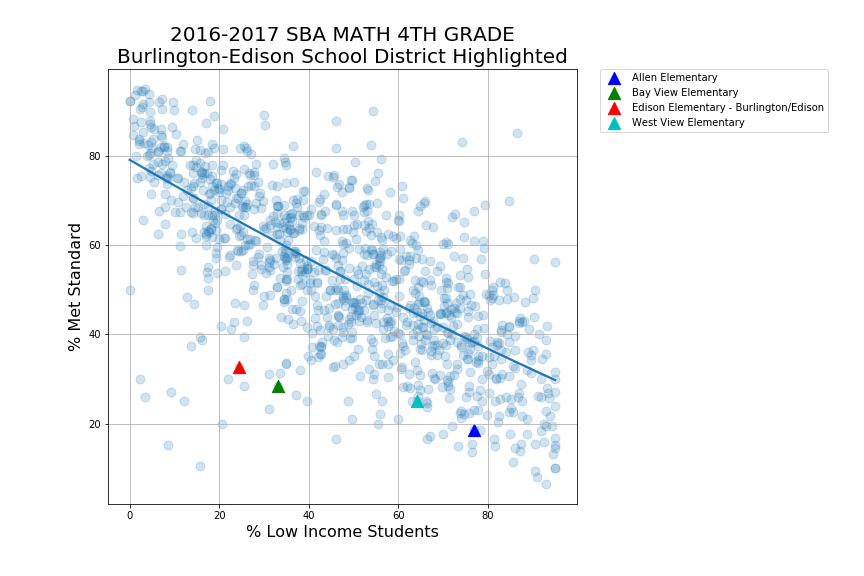 2016-2017 SBA MATH 4TH GRADE
Burlington-Edison School District Highlighted
Allen Elementary
Bay View Elementary
Edison Elementary - Burlington/Edison
West View Elementary
% Met Standard
80
60
40
20
0 20 40 60 80
% Low Income Students